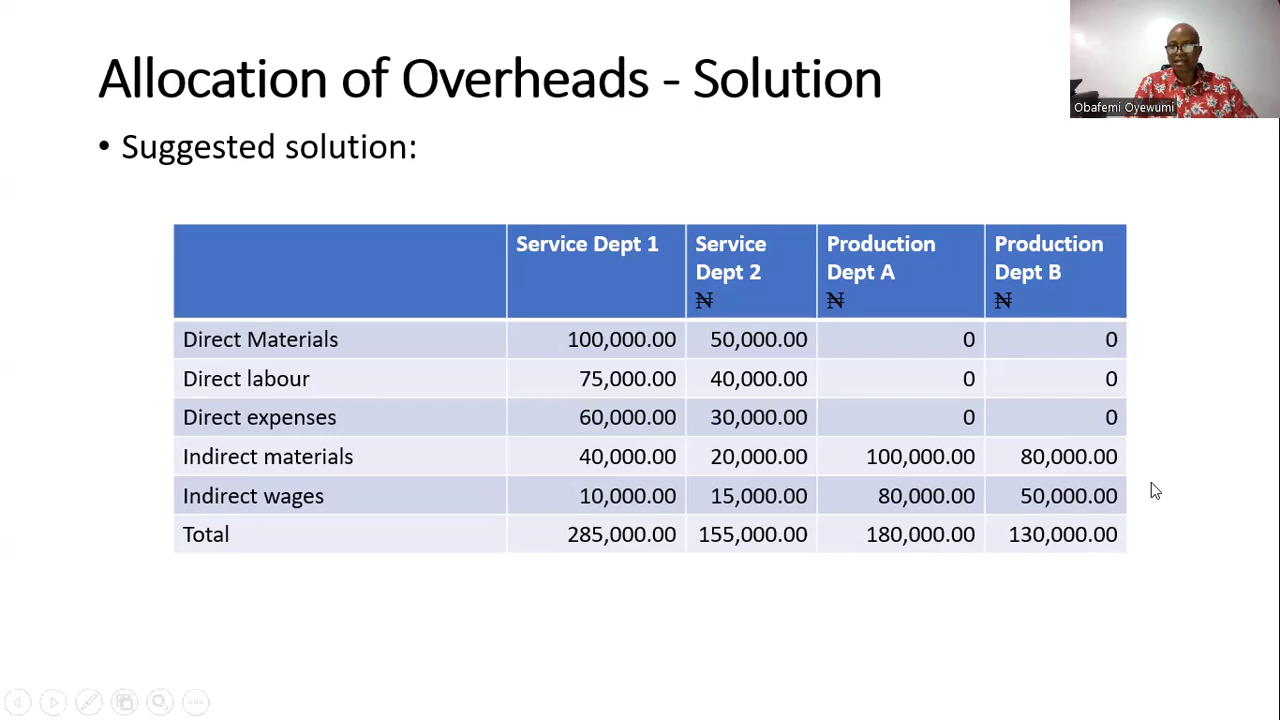 Allocation of Overheads - Solution
Obafemi Oyewumi
• Suggested solution:
Service Dept 1 Service Production Production
Dept 2 Dept A Dept B
₦ ₦ ₦
Direct Materials 100,000.00 50,000.00 0 0
Direct labour 75,000.00 40,000.00 0 0
Direct expenses 60,000.00 30,000.00 0 0
Indirect materials 40,000.00 20,000.00 100,000.00 80,000.00
Indirect wages 10,000.00 15,000.00 80,000.00 50,000.00
Total 285,000.00 155,000.00 180,000.00 130,000.00